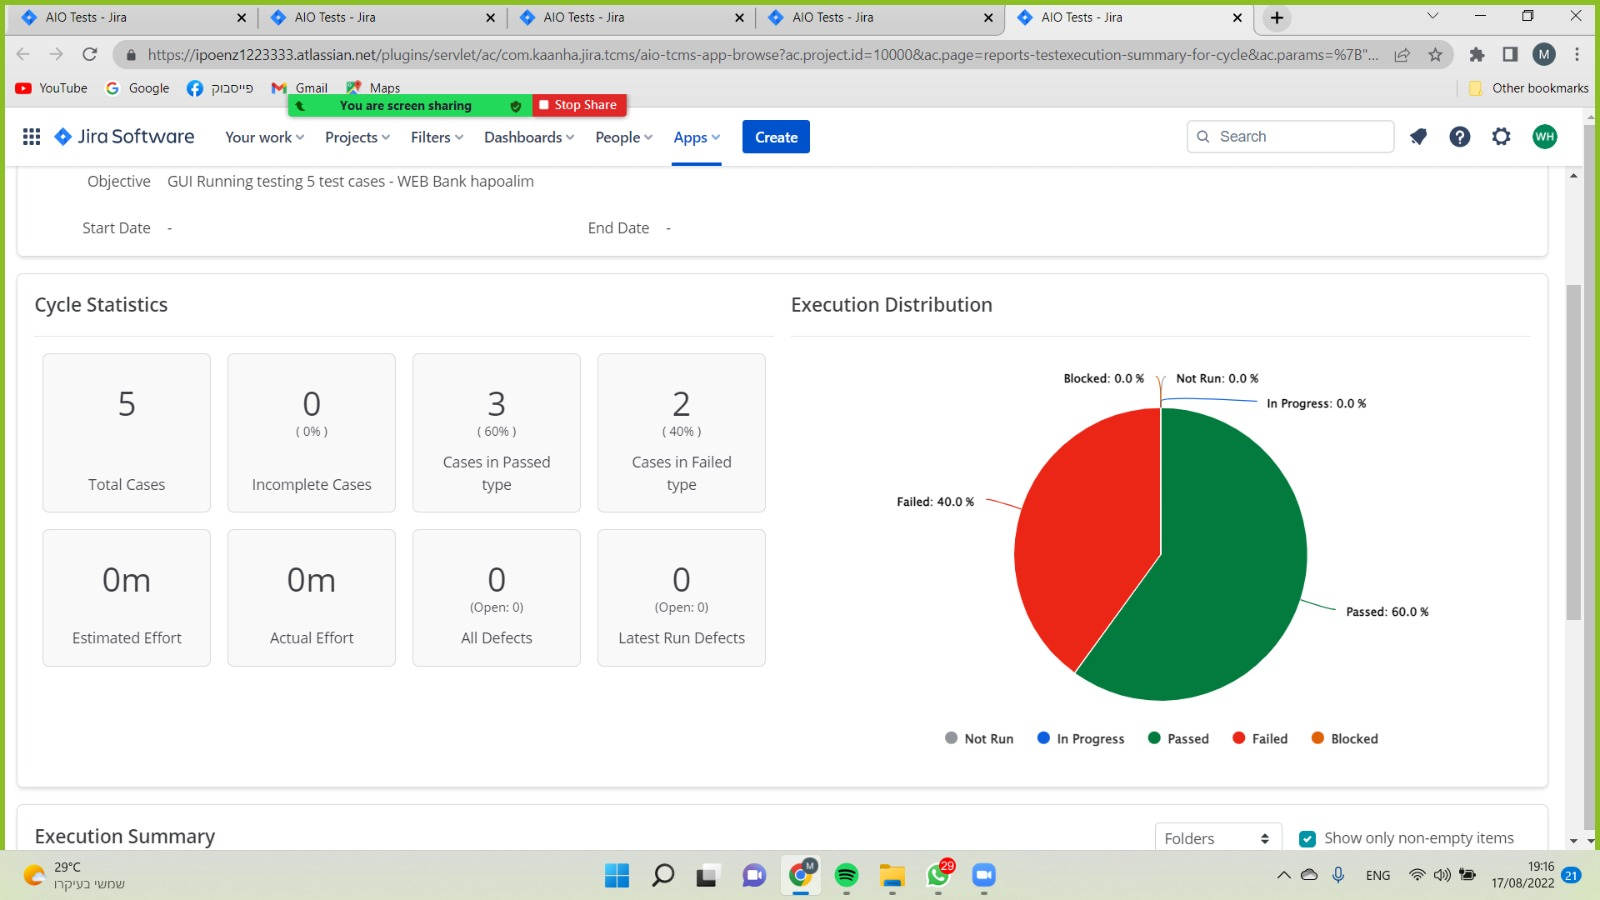 AIO Tests - Jira
AIO Tests - Jira
AIO Tests - Jira
AIO Tests - Jira
AIO Tests - Jira
https://ipoenz1223333.atlassian.net/plugins/servlet/ac/com.kaanha.jira.tcms/aio-tcms-app-browse?ac.project.id=10000&ac.page=reports-testexecution-summary-for-cycle&ac.params=%7B"...
M
YouTube
Google
פייסבוק
Gmail
Maps
Other bookmarks
You are screen sharing
Stop Share
Jira Software
Your work
Projects
Filters
Dashboards
People
Apps
Create
Search
WH
Objective GUI Running testing 5 test cases - WEB Bank hapoalim
Start Date -
End Date -
Cycle Statistics
5
Total Cases
0
( 0% )
Incomplete Cases
3
( 60% )
Cases in Passed
type
2
( 40% )
Cases in Failed
type
0m
Estimated Effort
0m
Actual Effort
0
(Open: 0)
All Defects
0
(Open: 0)
Latest Run Defects
Execution Distribution
Blocked: 0.0 %
Not Run: 0.0 %
In Progress: 0.0 %
Failed: 40.0 %
Passed: 60.0 %
Not Run
In Progress
Passed
Failed
Blocked
Execution Summary
Folders
Show only non-empty items
29°C
שמשי בעיקרו
M
29
ENG
19:16
17/08/2022
21